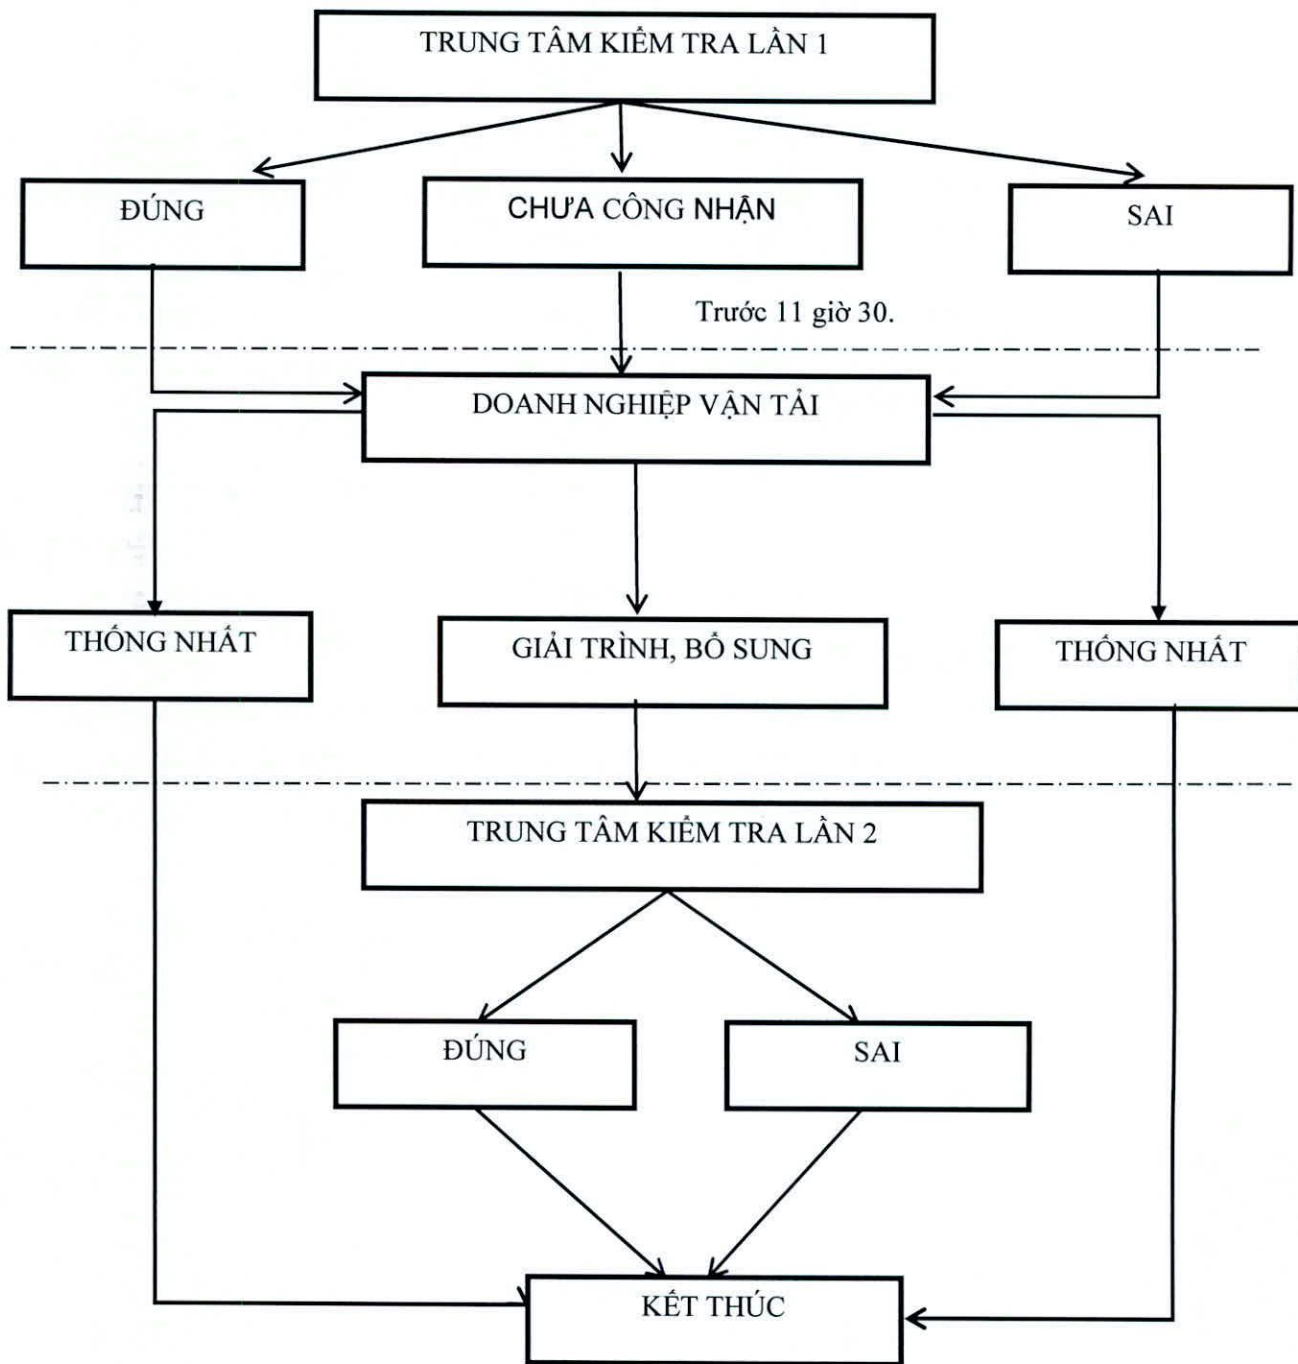 TRUNG TÂM KIỂM TRA LẦN 1
ĐÚNG
CHƯA CÔNG NHẬN
SAI
Trước 11 giờ 30.
DOANH NGHIỆP VẬN TẢI
THỐNG NHẤT
GIẢI TRÌNH, BỔ SUNG
THỐNG NHẤT
TRUNG TÂM KIỂM TRA LẦN 2
ĐÚNG
SAI
KẾT THÚC